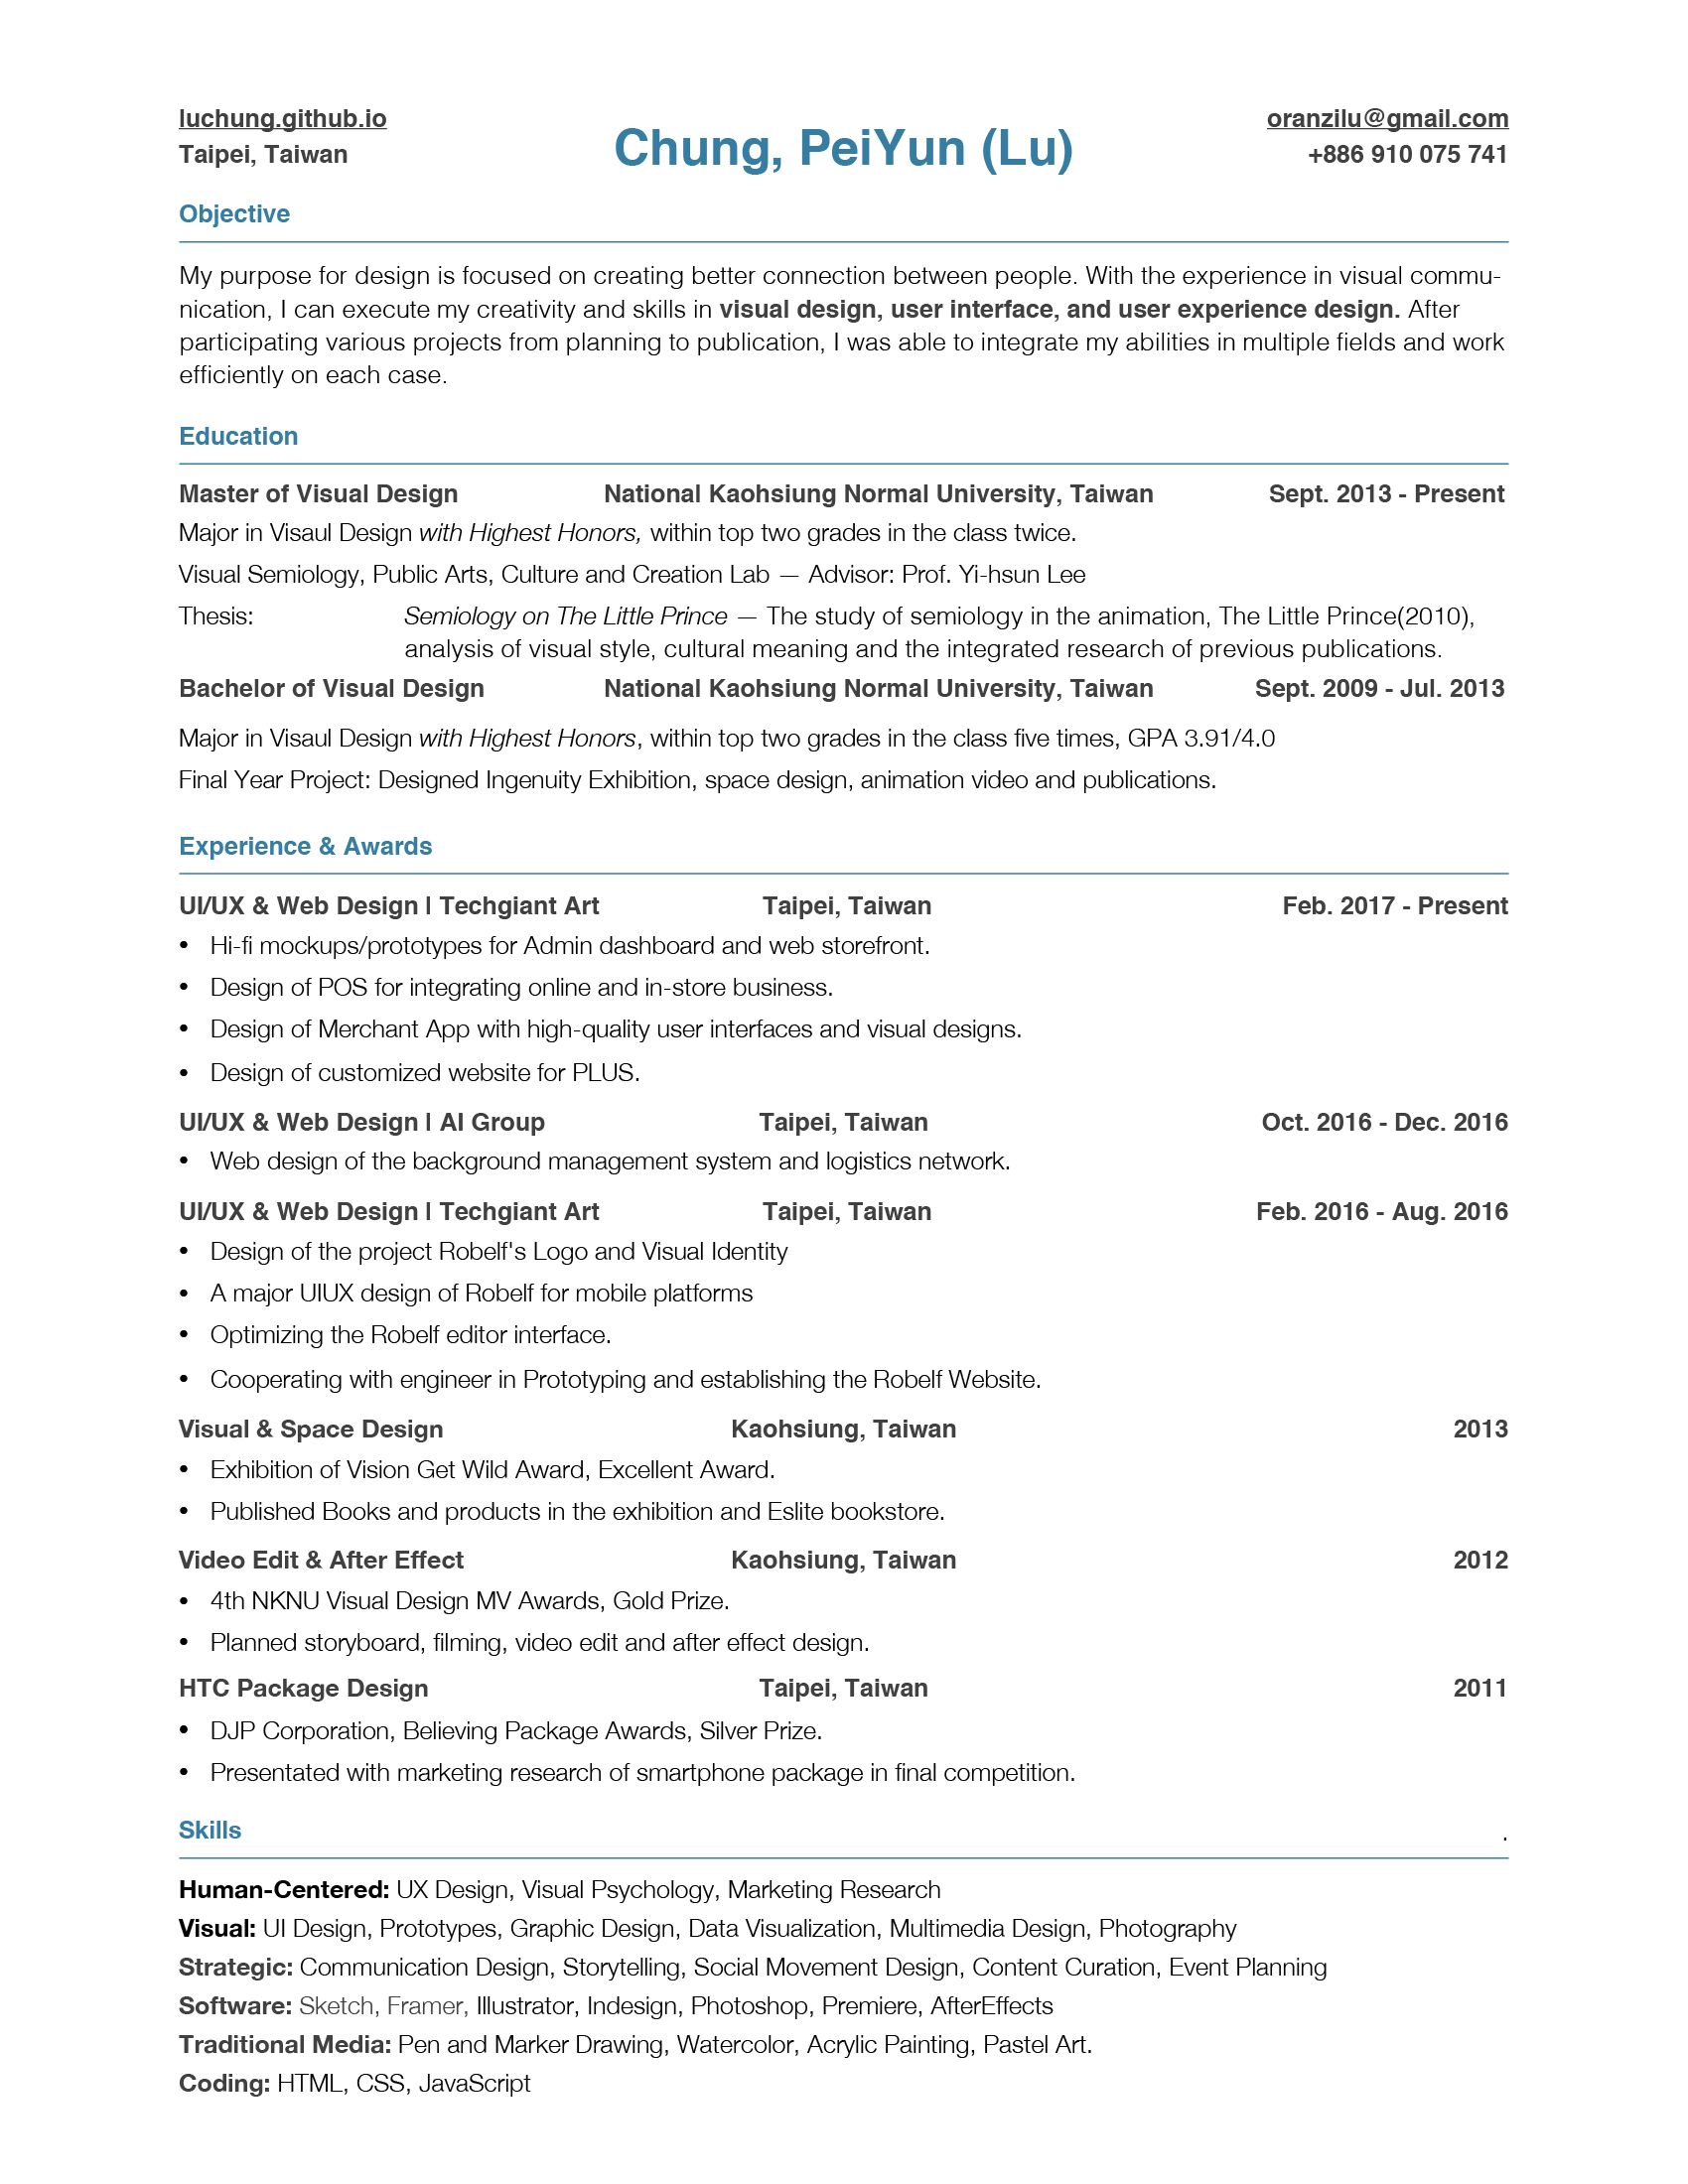 luchung.github.io
Taipei, Taiwan
Chung, PeiYun (Lu)
oranzilu@gmail.com
+886 910 075 741
Objective
My purpose for design is focused on creating better connection between people. With the experience in visual commu-
nication, I can execute my creativity and skills in visual design, user interface, and user experience design. After
participating various projects from planning to publication, I was able to integrate my abilities in multiple fields and work
efficiently on each case.
Education
Master of Visual Design National Kaohsiung Normal University, Taiwan Sept. 2013 - Present
Major in Visaul Design with Highest Honors, within top two grades in the class twice.
Visual Semiology, Public Arts, Culture and Creation Lab — Advisor: Prof. Yi-hsun Lee
Thesis: Semiology on The Little Prince — The study of semiology in the animation, The Little Prince(2010),
analysis of visual style, cultural meaning and the integrated research of previous publications.
Bachelor of Visual Design National Kaohsiung Normal University, Taiwan Sept. 2009 - Jul. 2013
Major in Visaul Design with Highest Honors, within top two grades in the class five times, GPA 3.91/4.0
Final Year Project: Designed Ingenuity Exhibition, space design, animation video and publications.
Experience & Awards
UI/UX & Web Design l Techgiant Art Taipei, Taiwan Feb. 2017 - Present
• Hi-fi mockups/prototypes for Admin dashboard and web storefront.
• Design of POS for integrating online and in-store business.
• Design of Merchant App with high-quality user interfaces and visual designs.
• Design of customized website for PLUS.
UI/UX & Web Design l AI Group Taipei, Taiwan Oct. 2016 - Dec. 2016
• Web design of the background management system and logistics network.
UI/UX & Web Design l Techgiant Art Taipei, Taiwan Feb. 2016 - Aug. 2016
• Design of the project Robelf's Logo and Visual Identity
• A major UIUX design of Robelf for mobile platforms
• Optimizing the Robelf editor interface.
• Cooperating with engineer in Prototyping and establishing the Robelf Website.
Visual & Space Design Kaohsiung, Taiwan 2013
• Exhibition of Vision Get Wild Award, Excellent Award.
• Published Books and products in the exhibition and Eslite bookstore.
Video Edit & After Effect Kaohsiung, Taiwan 2012
• 4th NKNU Visual Design MV Awards, Gold Prize.
• Planned storyboard, filming, video edit and after effect design.
HTC Package Design Taipei, Taiwan 2011
• DJP Corporation, Believing Package Awards, Silver Prize.
• Presentated with marketing research of smartphone package in final competition.
Skills .
Human-Centered: UX Design, Visual Psychology, Marketing Research
Visual: UI Design, Prototypes, Graphic Design, Data Visualization, Multimedia Design, Photography
Strategic: Communication Design, Storytelling, Social Movement Design, Content Curation, Event Planning
Software: Sketch, Framer, Illustrator, Indesign, Photoshop, Premiere, AfterEffects
Traditional Media: Pen and Marker Drawing, Watercolor, Acrylic Painting, Pastel Art.
Coding: HTML, CSS, JavaScript